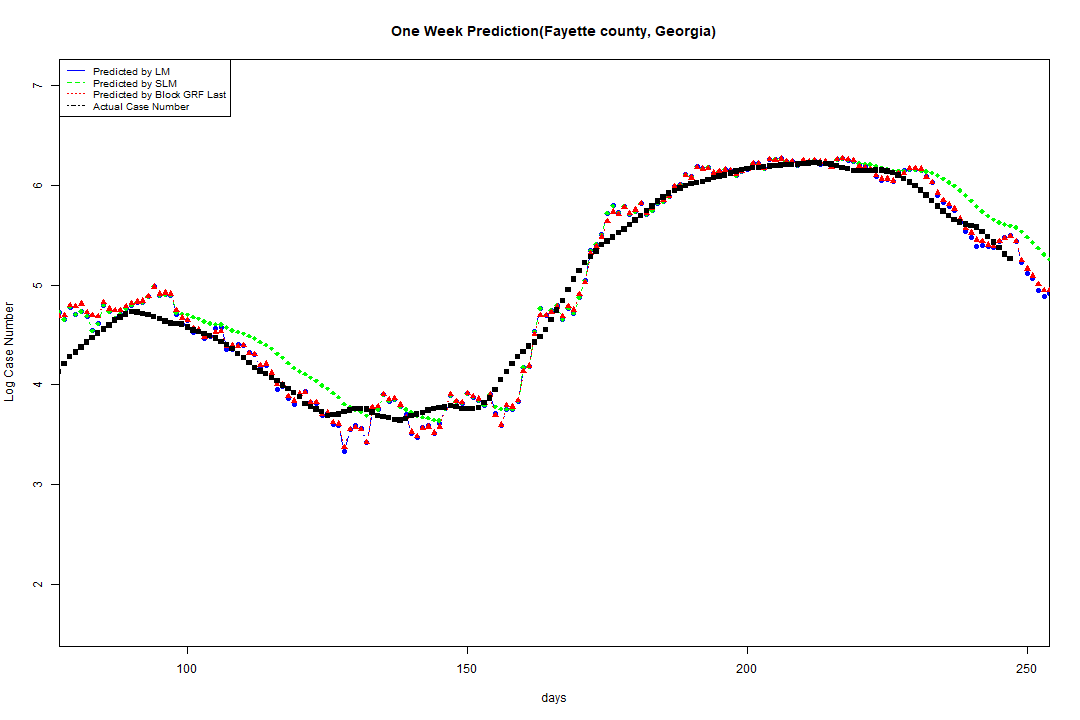 One Week Prediction(Fayette county, Georgia)
Predicted by LM
Predicted by SLM
Predicted by Block GRF Last
Actual Case Number
7
6
5
4
3
2
Log Case Number
100 150 200 250
days